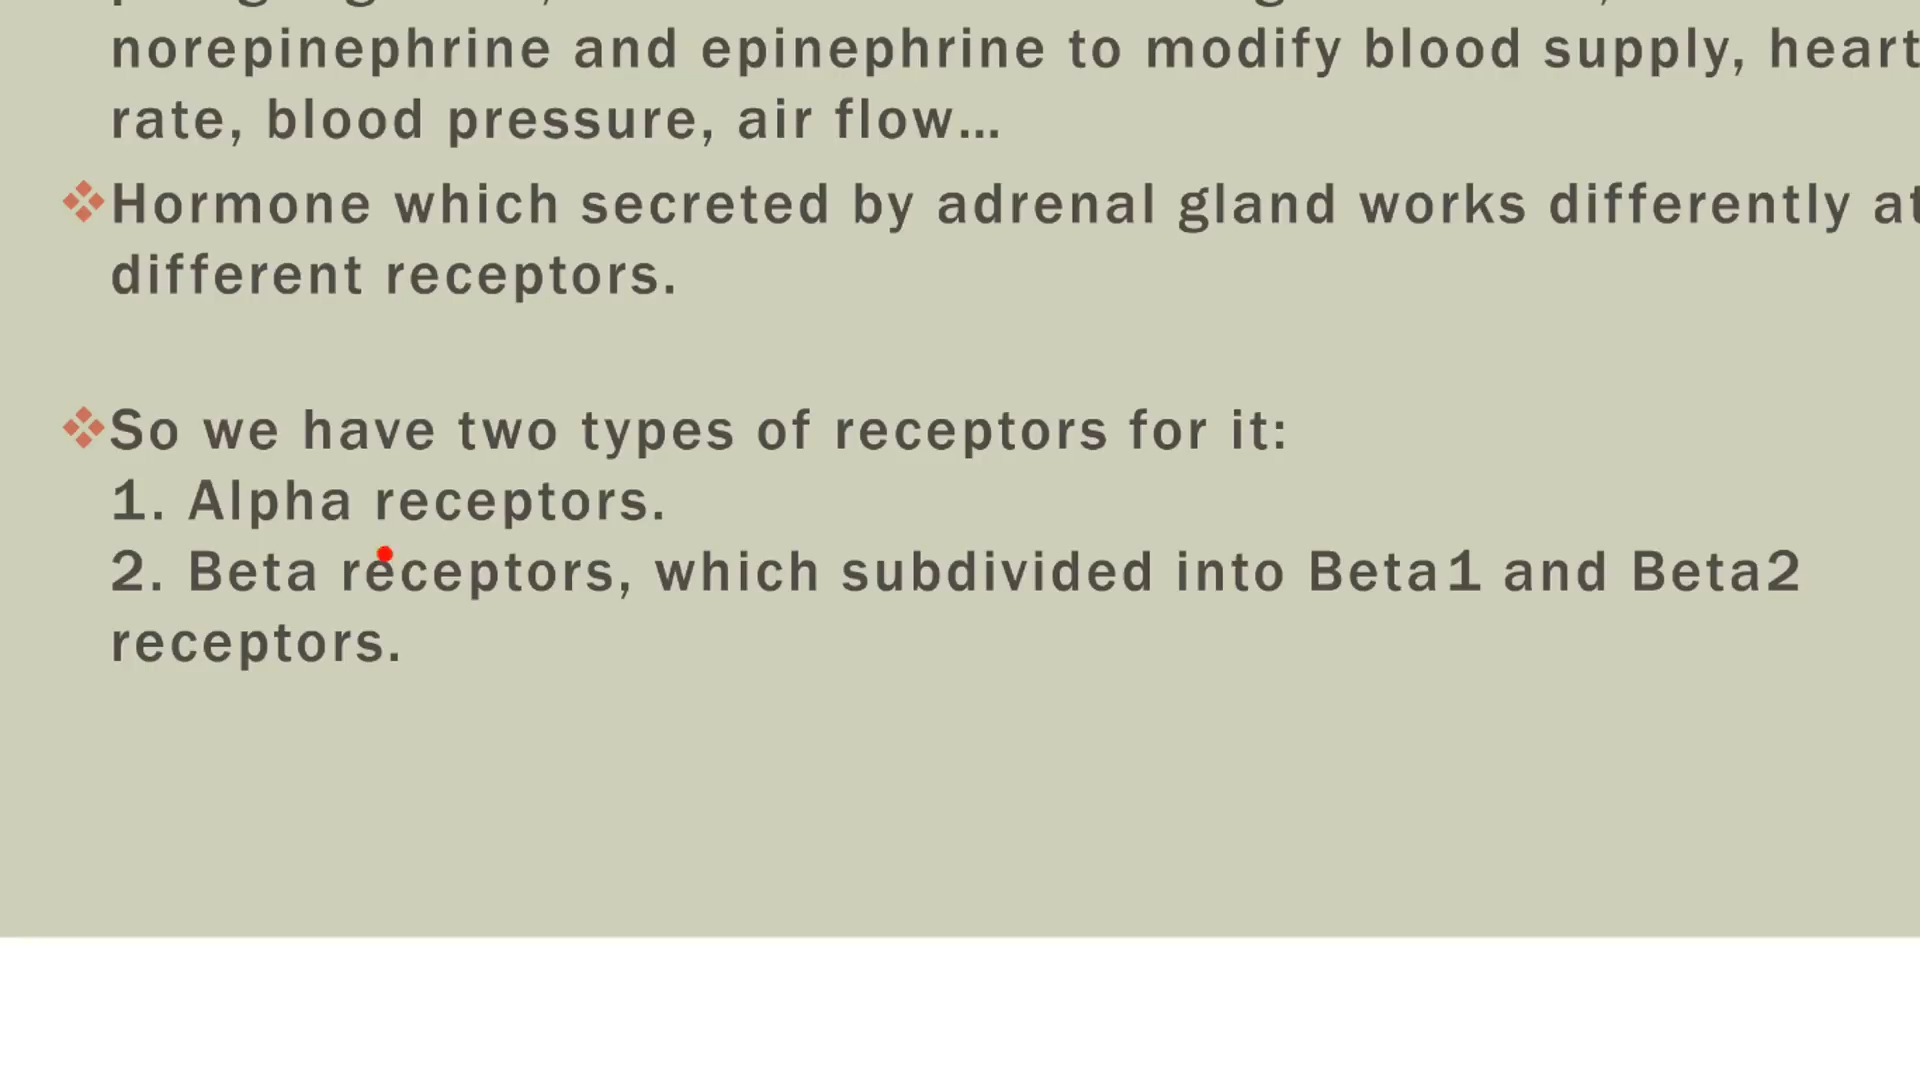 norepinephrine and epinephrine to modify blood supply, heart
rate, blood pressure, air flow…
Hormone which secreted by adrenal gland works differently at
different receptors.
So we have two types of receptors for it:
1. Alpha receptors.
2. Beta receptors, which subdivided into Beta1 and Beta2
receptors.